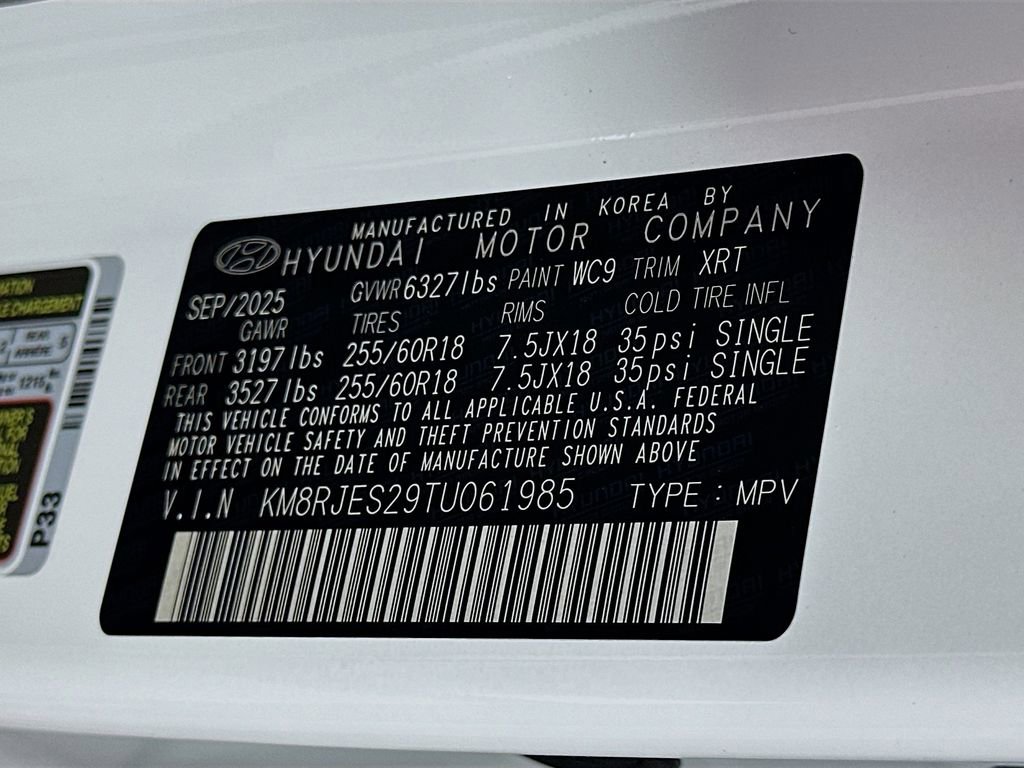 MANUFACTURED IN KOREA BY
HYUNDAI MOTOR COMPANY
SEP/2025 GVWR 6327lbs PAINT WC9 TRIM XRT
GAWR TIRES RIMS COLD TIRE INFL
FRONT 3197lbs 255/60R18 7.5JX18 35psi SINGLE
REAR 3527lbs 255/60R18 7.5JX18 35psi SINGLE
THIS VEHICLE CONFORMS TO ALL APPLICABLE U.S.A. FEDERAL
MOTOR VEHICLE SAFETY AND THEFT PREVENTION STANDARDS
IN EFFECT ON THE DATE OF MANUFACTURE SHOWN ABOVE
V.I.N KM8RJES29TU061985 TYPE : MPV
P33